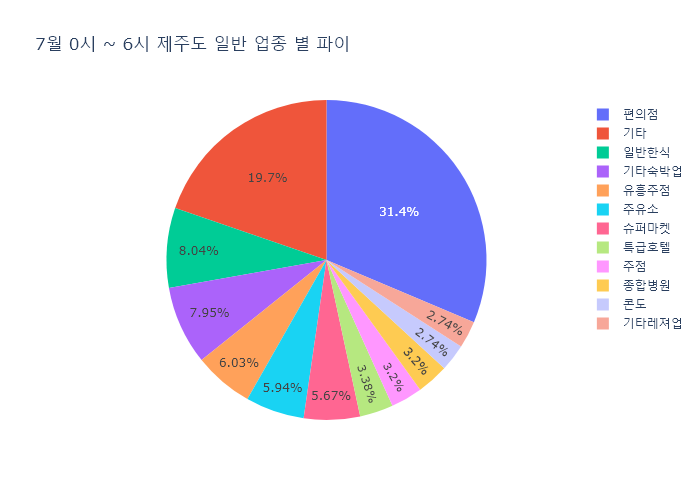 7월 0시 ~ 6시 제주도 일반 업종 별 파이
31.4%
19.7%
8.04%
7.95%
6.03%
5.94%
5.67%
3.38%
3.2%
3.2%
2.74%
2.74%
편의점
기타
일반한식
기타숙박업
유흥주점
주유소
슈퍼마켓
특급호텔
주점
종합병원
콘도
기타레져업